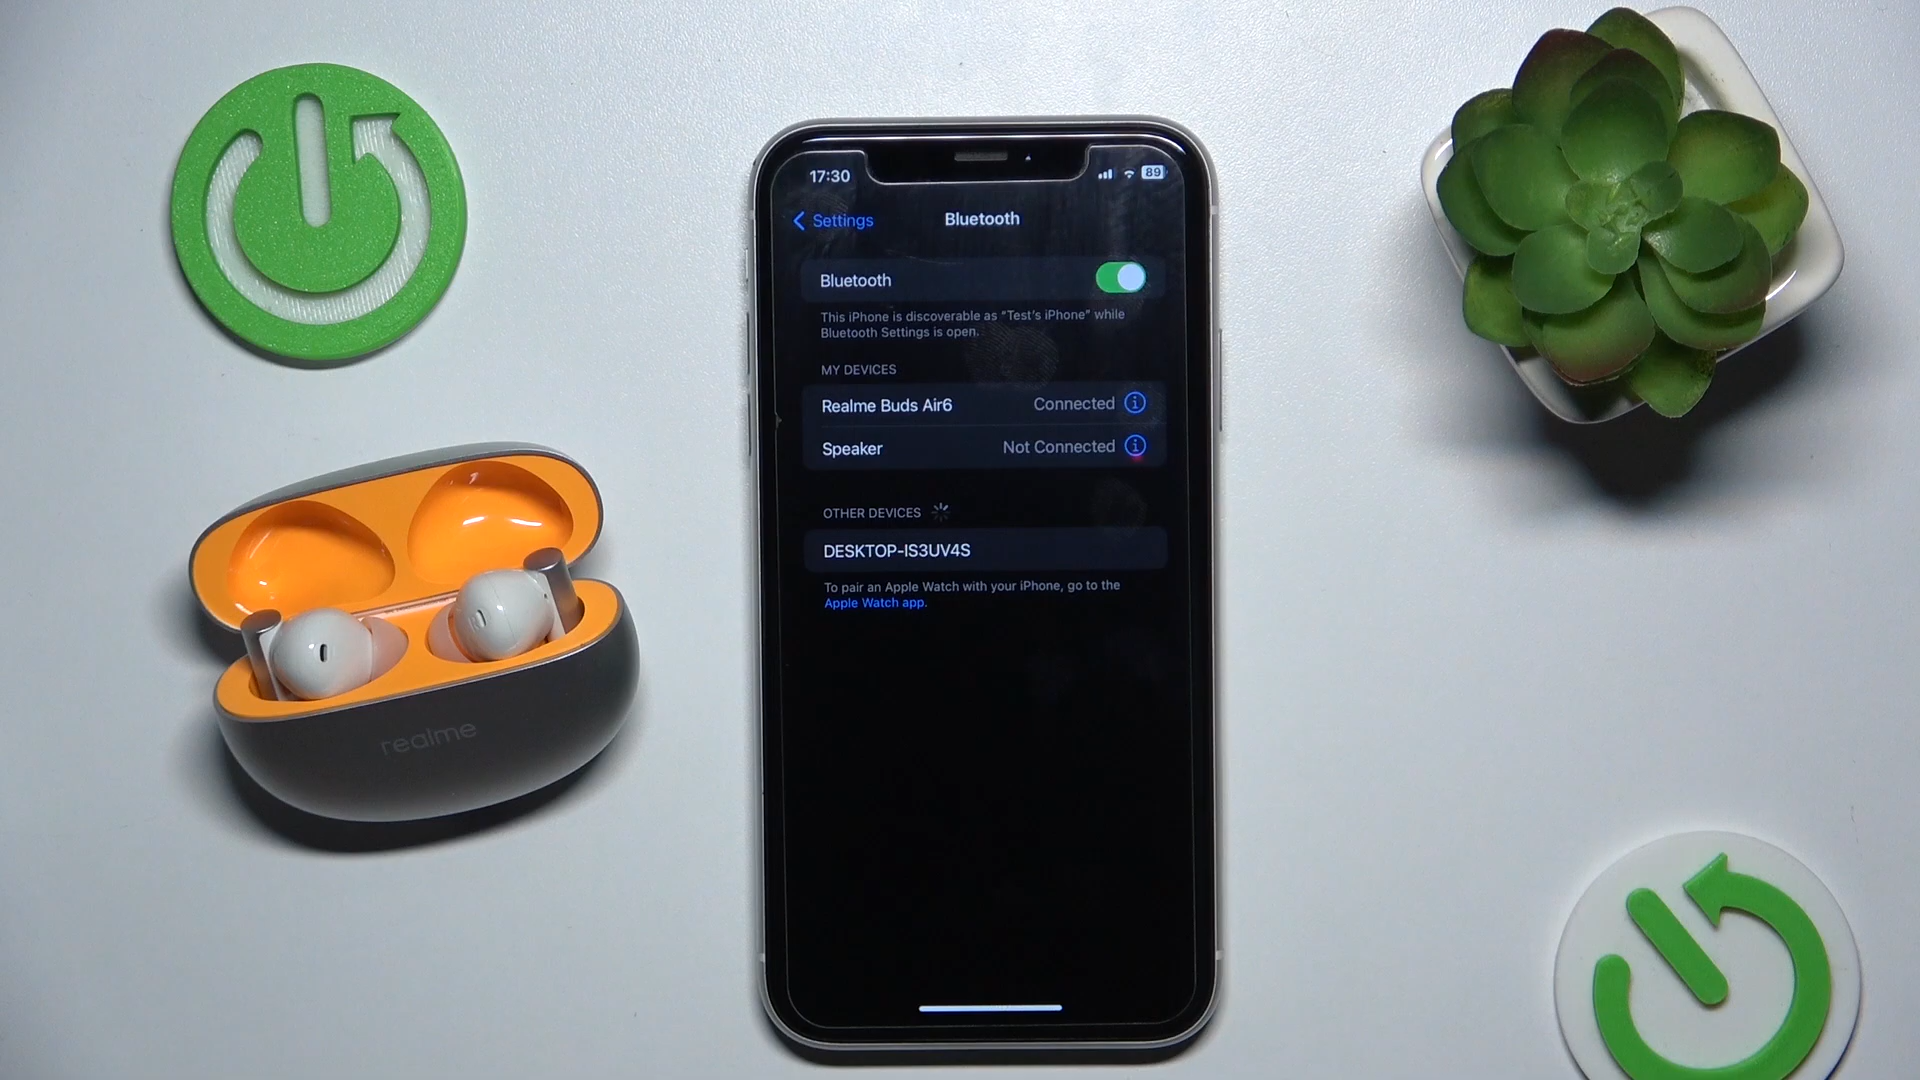 17:30
89
Settings
Bluetooth
Bluetooth
This iPhone is discoverable as “Test's iPhone” while
Bluetooth Settings is open.
MY DEVICES
Realme Buds Air6 Connected
Speaker Not Connected
OTHER DEVICES
DESKTOP-IS3UV4S
To pair an Apple Watch with your iPhone, go to the
Apple Watch app.
realme